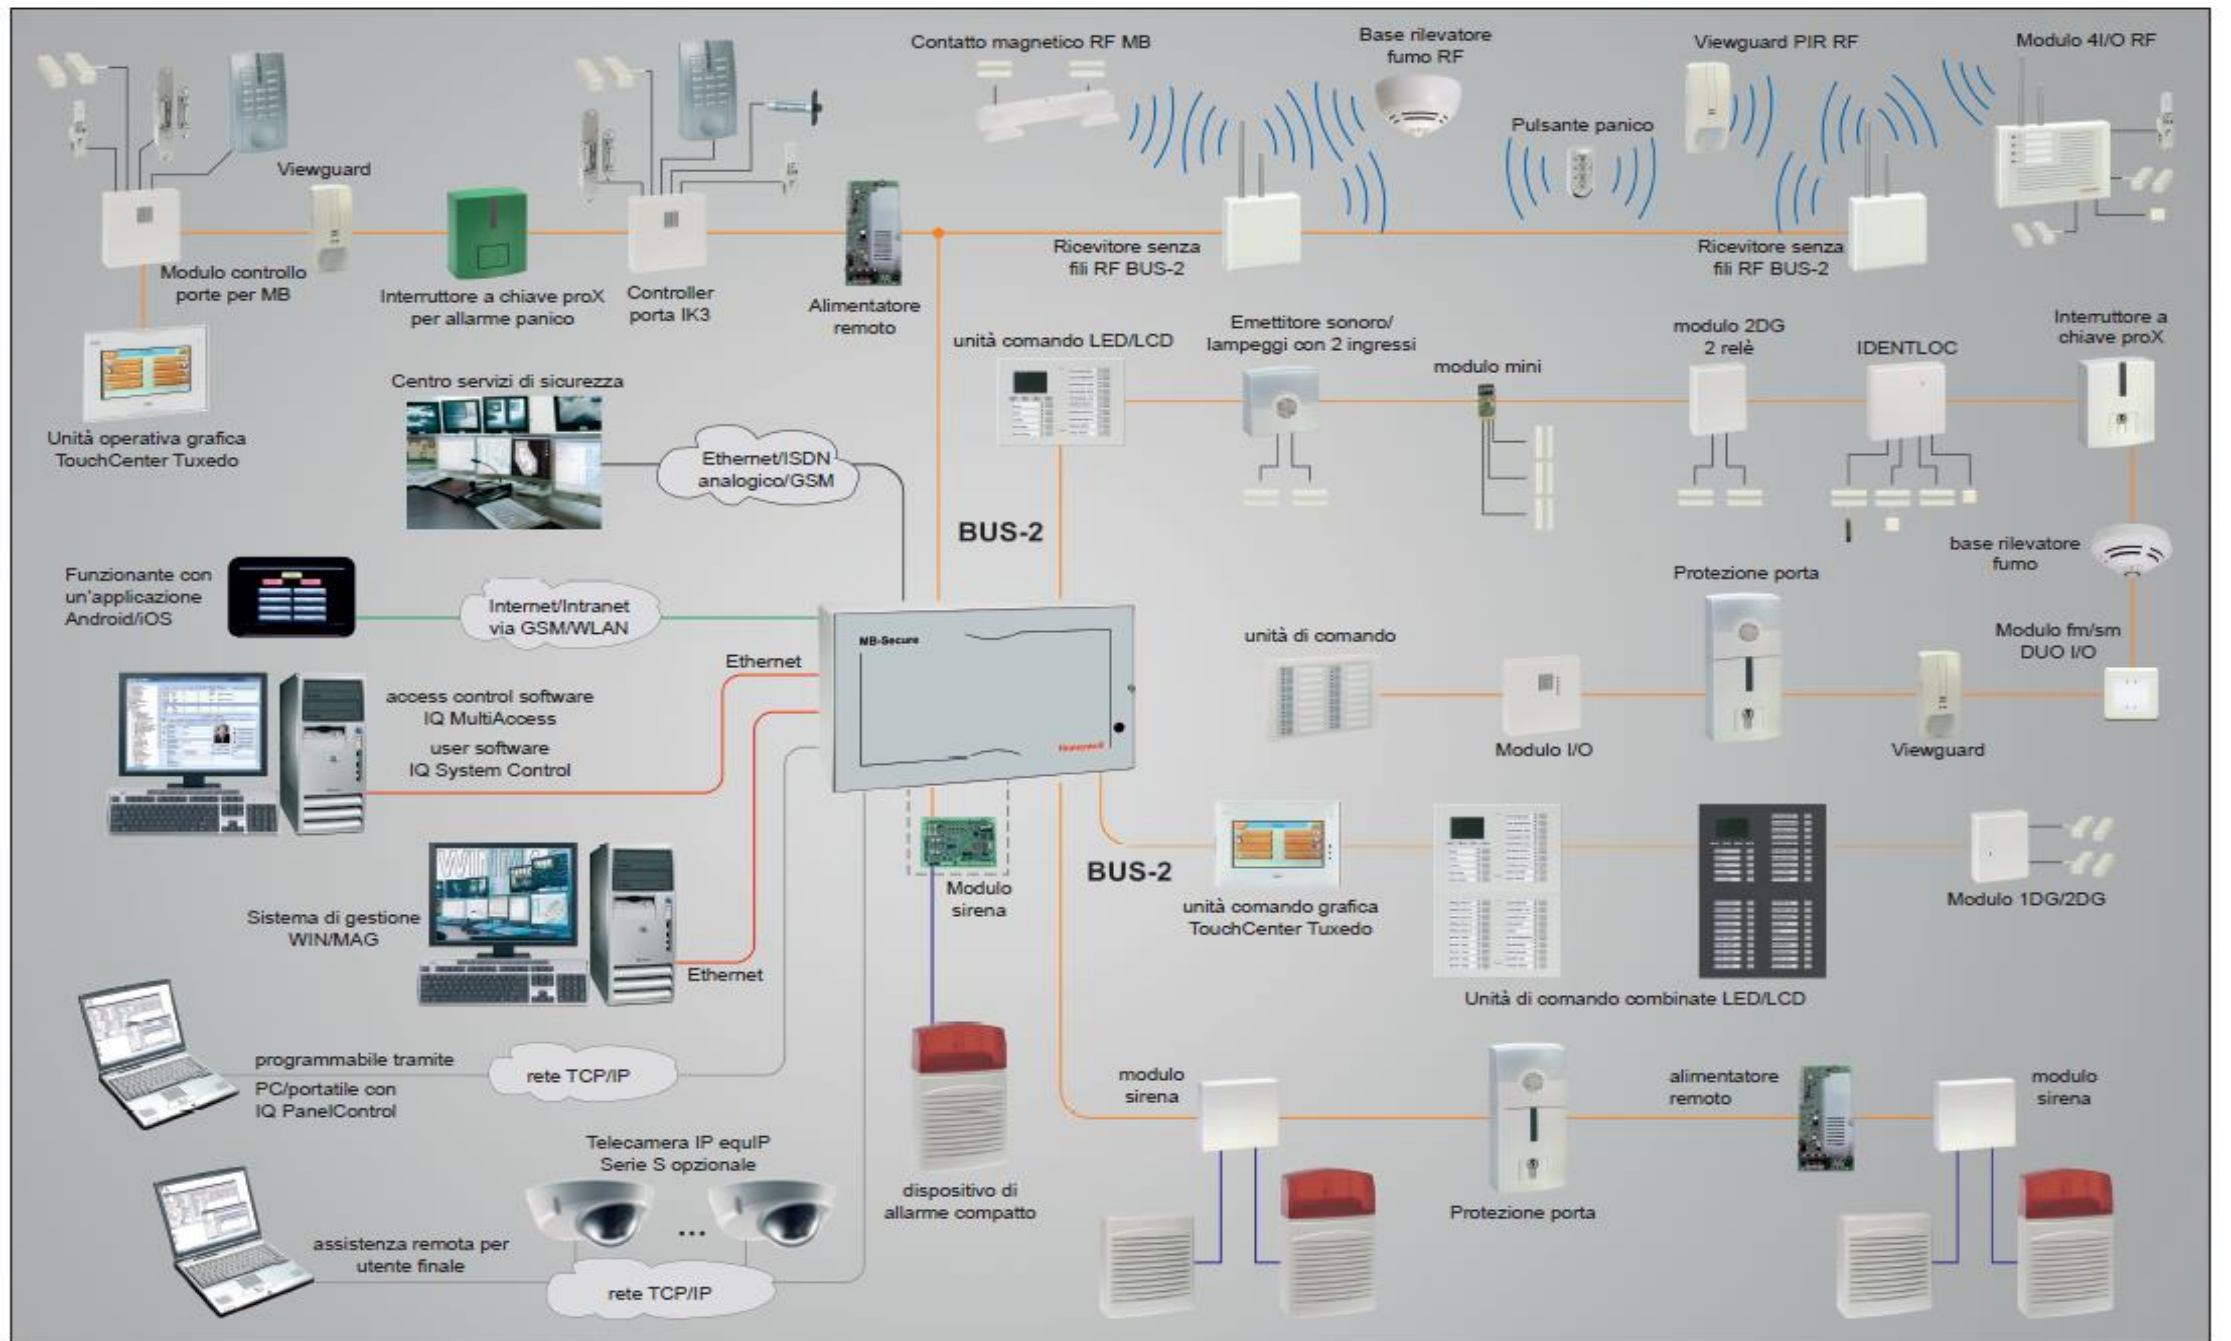 Contatto magnetico RF MB
Base rilevatore
fumo RF
Viewguard PIR RF
Modulo 4I/O RF
Pulsante panico
Viewguard
Modulo controllo
porte per MB
Interruttore a chiave proX
per allarme panico
Controller
porta IK3
Alimentatore
remoto
Ricevitore senza
fili RF BUS-2
Ricevitore senza
fili RF BUS-2
Unità operativa grafica
TouchCenter Tuxedo
unità comando LED/LCD
Emettitore sonoro/
lampeggi con 2 ingressi
modulo mini
modulo 2DG
2 relè
IDENTLOC
Interruttore a
chiave proX
Centro servizi di sicurezza
Ethernet/ISDN
analogico/GSM
BUS-2
base rilevatore
fumo
Funzionante con
un'applicazione
Android/iOS
Internet/Intranet
via GSM/WLAN
MB-Secure
Honeywell
unità di comando
Modulo I/O
Protezione porta
Viewguard
Modulo fm/sm
DUO I/O
Ethernet
access control software
IQ MultiAccess
user software
IQ System Control
Sistema di gestione
WIN/MAG
Ethernet
Modulo
sirena
BUS-2
unità comando grafica
TouchCenter Tuxedo
Unità di comando combinate LED/LCD
Modulo 1DG/2DG
programmabile tramite
PC/portatile con
IQ PanelControl
rete TCP/IP
Telecamera IP equIP
Serie S opzionale
assistenza remota per
utente finale
rete TCP/IP
dispositivo di
allarme compatto
modulo
sirena
Protezione porta
alimentatore
remoto
modulo
sirena